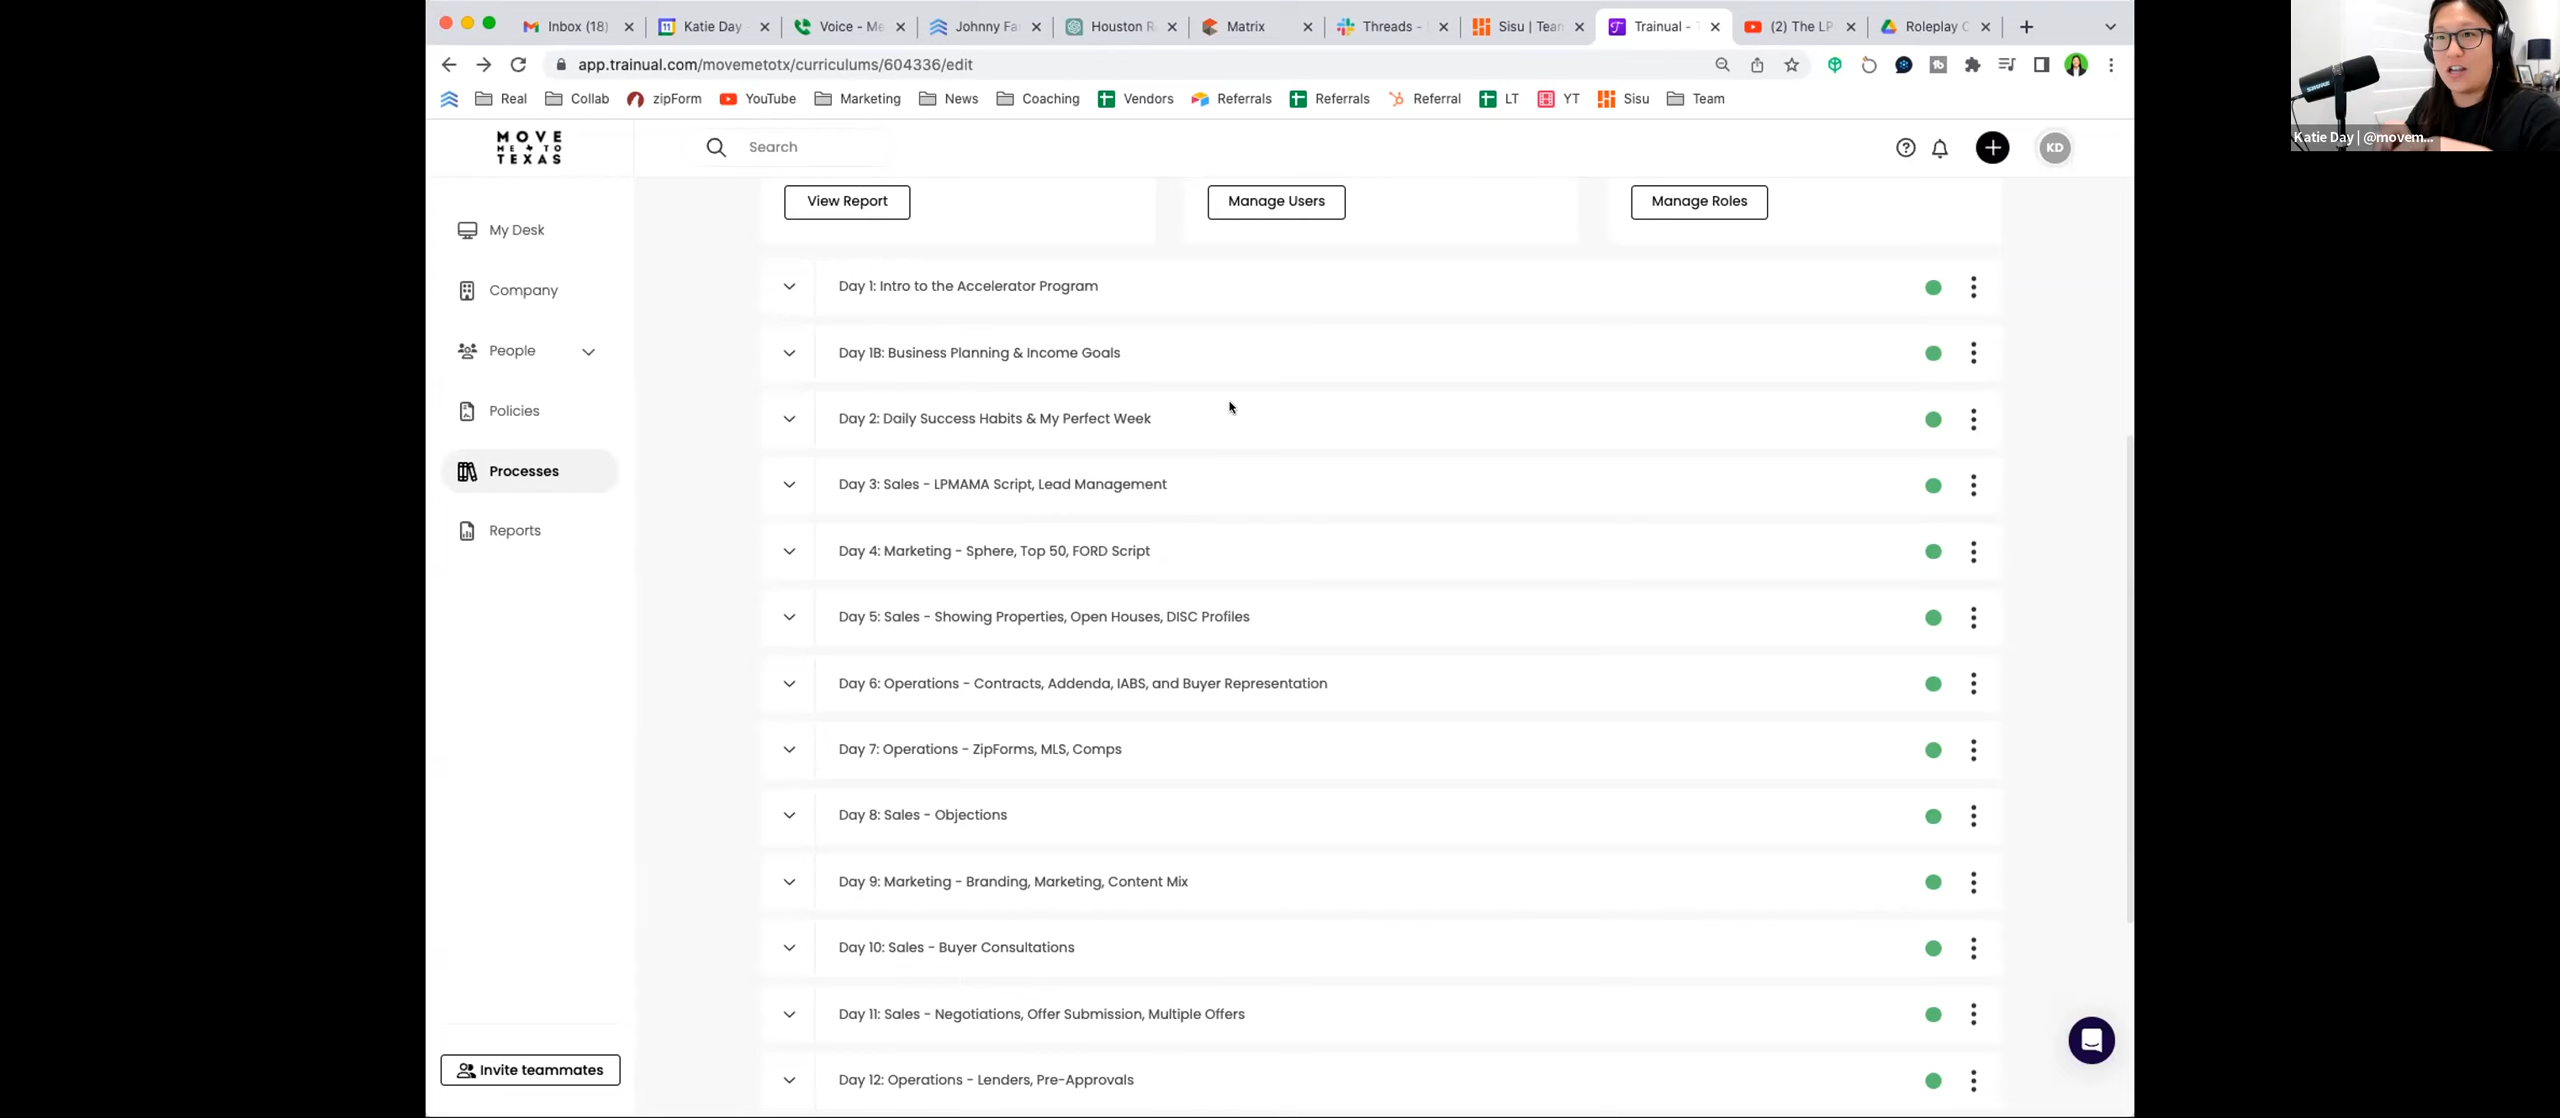 Inbox (18)
Katie Day
Voice - Me
Johnny Fa
Houston R
Matrix
Threads -
Sisu | Tean
Trainual - T
(2) The LP
Roleplay C
app.trainual.com/movemetotx/curriculums/604336/edit
Real
Collab
zipForm
YouTube
Marketing
News
Coaching
Vendors
Referrals
Referrals
Referral
LT
YT
Sisu
Team
Katie Day | @movem...
MOVE
ME TO
TEXAS
Search
KD
My Desk
Company
People
Policies
Processes
Reports
Invite teammates
View Report
Manage Users
Manage Roles
Day 1: Intro to the Accelerator Program
Day 1B: Business Planning & Income Goals
Day 2: Daily Success Habits & My Perfect Week
Day 3: Sales - LPMAMA Script, Lead Management
Day 4: Marketing - Sphere, Top 50, FORD Script
Day 5: Sales - Showing Properties, Open Houses, DISC Profiles
Day 6: Operations - Contracts, Addenda, IABS, and Buyer Representation
Day 7: Operations - ZipForms, MLS, Comps
Day 8: Sales - Objections
Day 9: Marketing - Branding, Marketing, Content Mix
Day 10: Sales - Buyer Consultations
Day 11: Sales - Negotiations, Offer Submission, Multiple Offers
Day 12: Operations - Lenders, Pre-Approvals